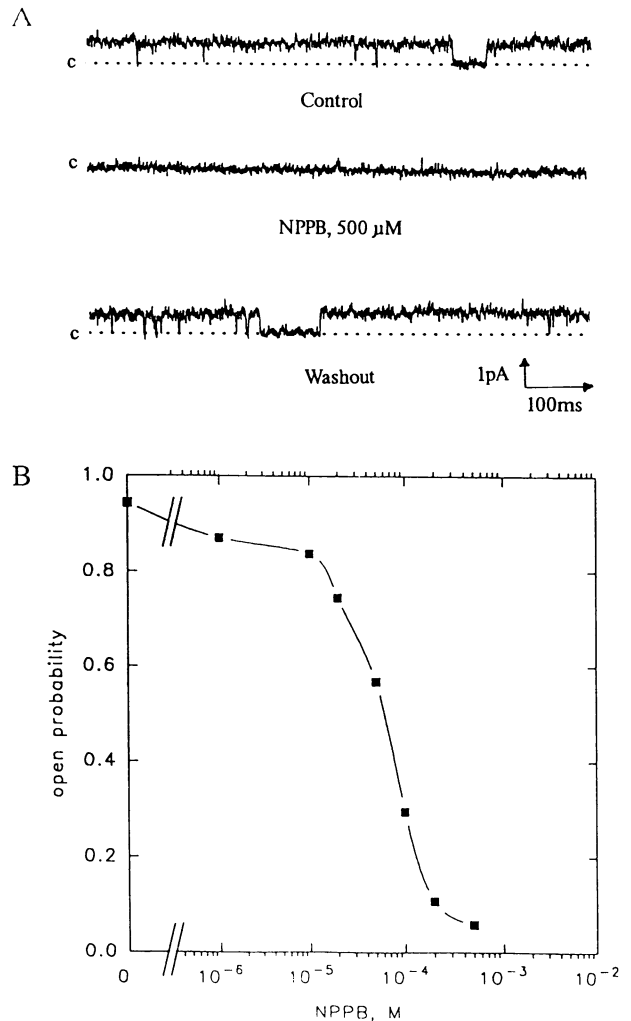 A
c
Control
c
NPPB, 500 µM
c
Washout
1pA
100ms
B
1.0
0.8
0.6
0.4
0.2
0.0
open probability
0 10⁻⁶ 10⁻⁵ 10⁻⁴ 10⁻³ 10⁻²
NPPB, M